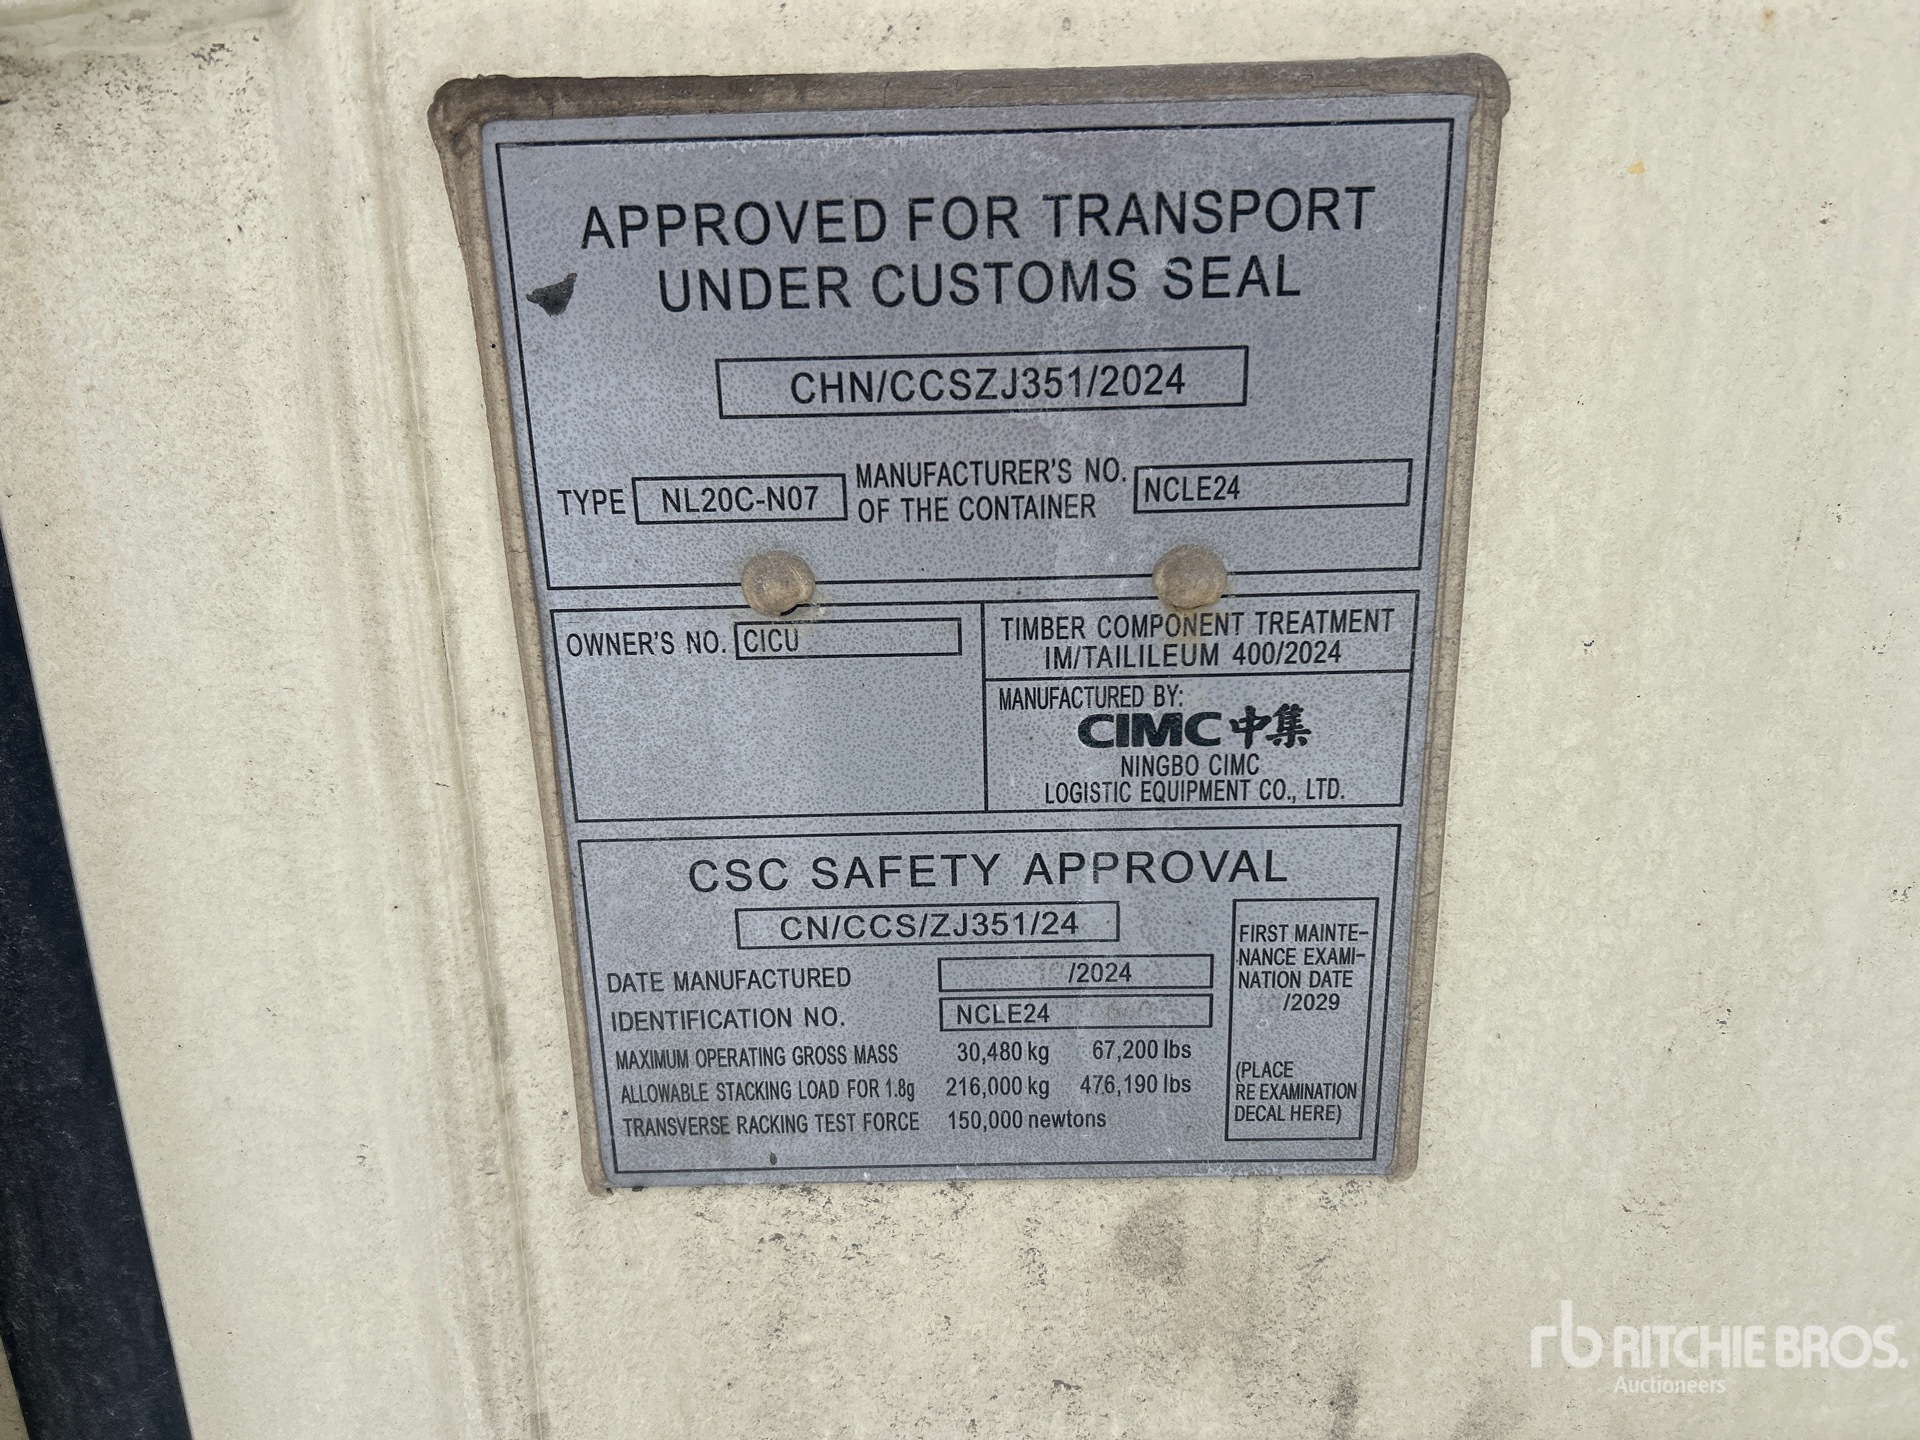 APPROVED FOR TRANSPORT
UNDER CUSTOMS SEAL
CHN/CCSZJ351/2024
TYPE NL20C-N07 MANUFACTURER'S NO.
OF THE CONTAINER NCLE24
OWNER'S NO. CICU
TIMBER COMPONENT TREATMENT
IM/TAILILEUM 400/2024
MANUFACTURED BY:
CIMC中集
NINGBO CIMC
LOGISTIC EQUIPMENT CO., LTD.
CSC SAFETY APPROVAL
CN/CCS/ZJ351/24
DATE MANUFACTURED /2024
IDENTIFICATION NO. NCLE24
MAXIMUM OPERATING GROSS MASS 30,480 kg 67,200 lbs
ALLOWABLE STACKING LOAD FOR 1.8g 216,000 kg 476,190 lbs
TRANSVERSE RACKING TEST FORCE 150,000 newtons
FIRST MAINTE-
NANCE EXAMI-
NATION DATE
/2029
(PLACE
RE EXAMINATION
DECAL HERE)
rb RITCHIE BROS.
Auctioneers